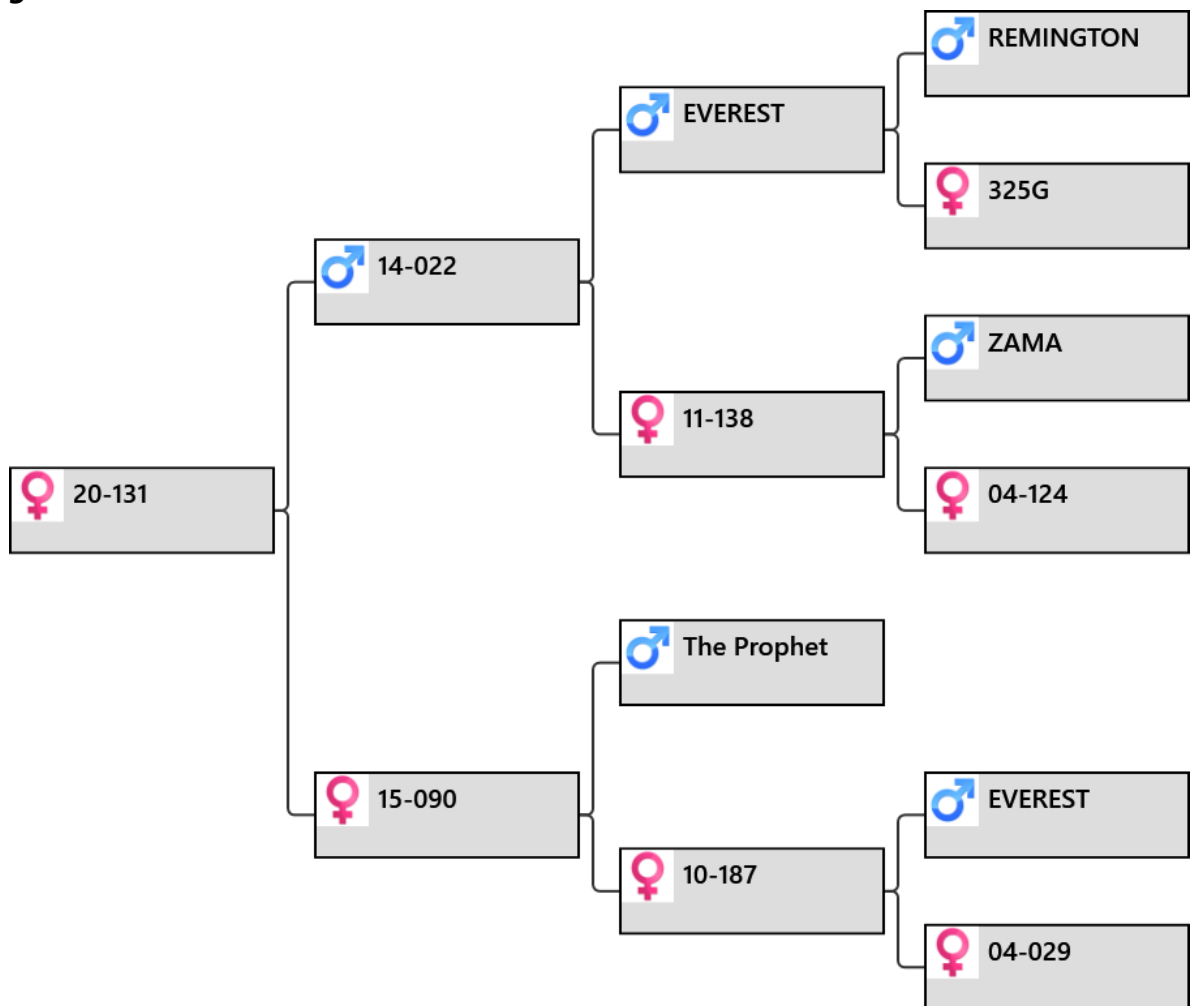 REMINGTON
EVEREST
325G
14-022
ZAMA
11-138
04-124
20-131
The Prophet
15-090
EVEREST
10-187
04-029